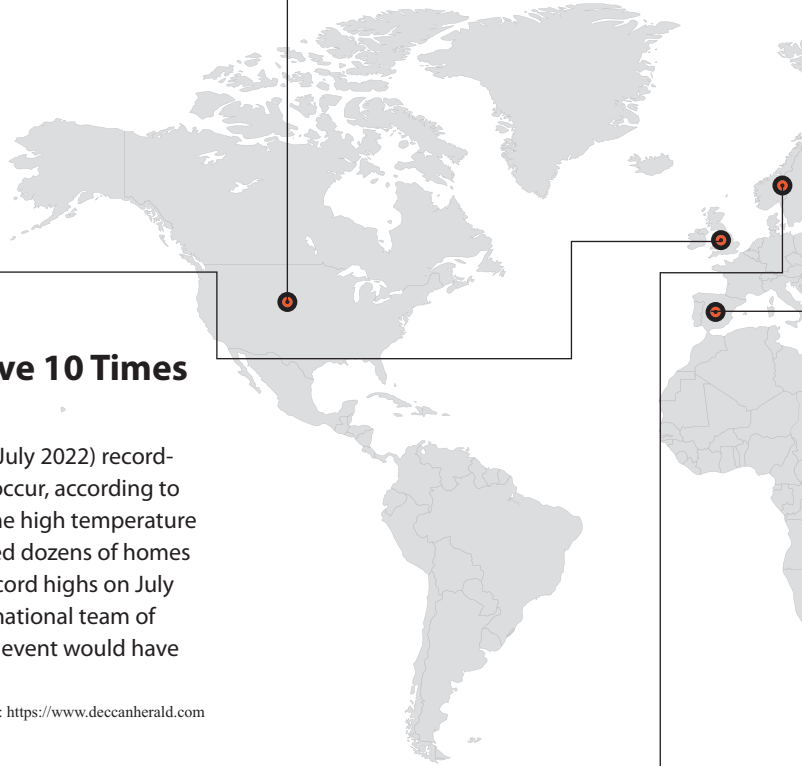 ve 10 Times
July 2022) record-
occur, according to
he high temperature
ed dozens of homes
cord highs on July
national team of
event would have
: https://www.deccanherald.com